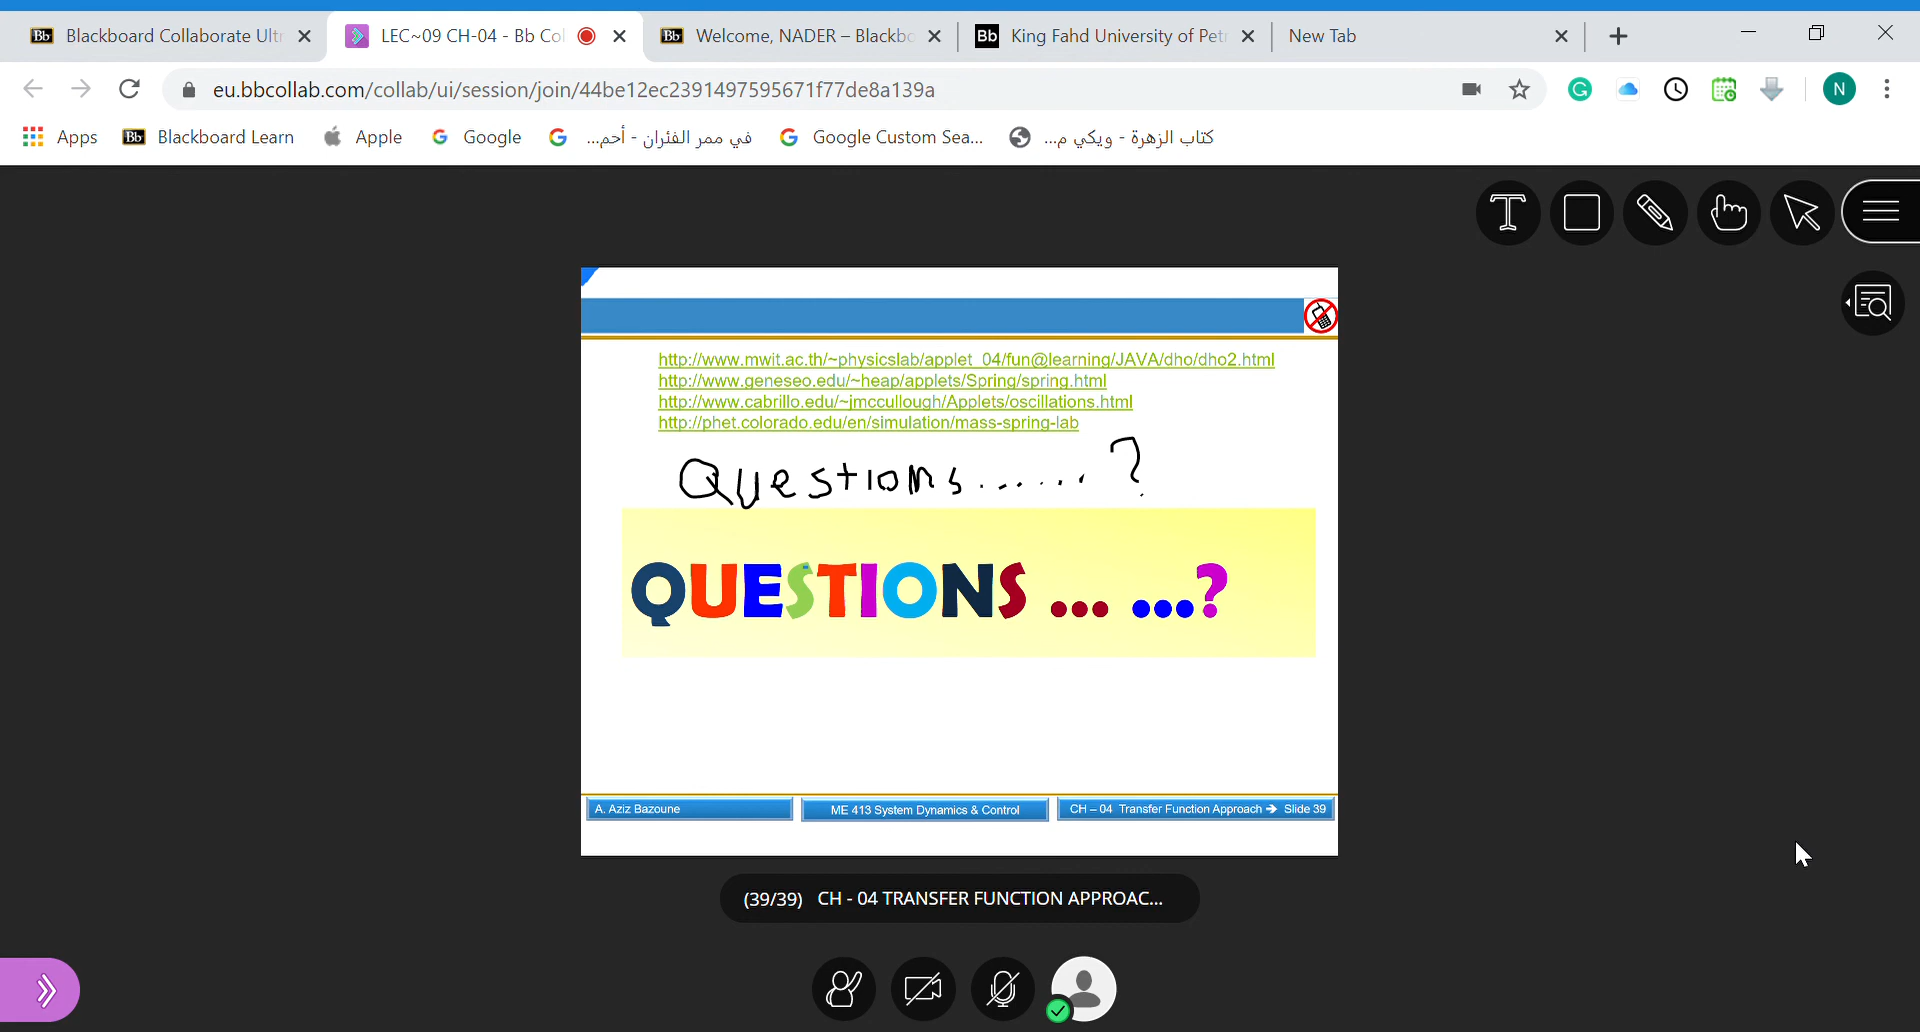 Blackboard Collaborate Ultr
LEC~09 CH-04 - Bb Col
Welcome, NADER – Blackbo
King Fahd University of Petr
New Tab
eu.bbcollab.com/collab/ui/session/join/44be12ec2391497595671f77de8a139a
N
Apps
Blackboard Learn
Apple
Google
في ممر الفئران - أحم...
Google Custom Sea...
كتاب الزهرة - ويكي م...
http://www.mwit.ac.th/~physicslab/applet_04/fun@learning/JAVA/dho/dho2.html
http://www.geneseo.edu/~heap/applets/Spring/spring.html
http://www.cabrillo.edu/~jmccullough/Applets/oscillations.html
http://phet.colorado.edu/en/simulation/mass-spring-lab
Questions......?
QUESTIONS ... ...?
A. Aziz Bazoune
ME 413 System Dynamics & Control
CH – 04 Transfer Function Approach ➔ Slide 39
(39/39) CH - 04 TRANSFER FUNCTION APPROAC...